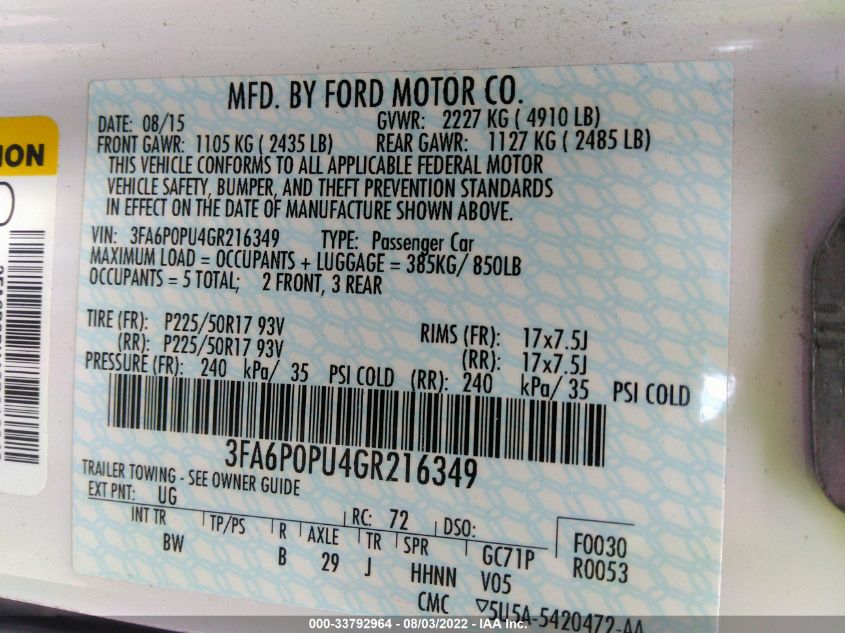 MFD. BY FORD MOTOR CO.
DATE: 08/15 GVWR: 2227 KG ( 4910 LB)
FRONT GAWR: 1105 KG ( 2435 LB) REAR GAWR: 1127 KG ( 2485 LB)
THIS VEHICLE CONFORMS TO ALL APPLICABLE FEDERAL MOTOR
VEHICLE SAFETY, BUMPER, AND THEFT PREVENTION STANDARDS
IN EFFECT ON THE DATE OF MANUFACTURE SHOWN ABOVE.
VIN: 3FA6P0PU4GR216349 TYPE: Passenger Car
MAXIMUM LOAD = OCCUPANTS + LUGGAGE = 385KG/ 850LB
OCCUPANTS = 5 TOTAL; 2 FRONT, 3 REAR
TIRE (FR): P225/50R17 93V RIMS (FR): 17x7.5J
(RR): P225/50R17 93V (RR): 17x7.5J
PRESSURE (FR): 240 kPa/ 35 PSI COLD (RR): 240 kPa/ 35 PSI COLD
3FA6P0PU4GR216349
TRAILER TOWING - SEE OWNER GUIDE
EXT PNT: UG RC: 72 DSO:
INT TR TP/PS R AXLE TR SPR GC71P F0030
BW B 29 J HHNN V05 R0053
CMC ▽5U5A-5420472-AA
ION
000-33792964 - 08/03/2022 - IAA Inc.